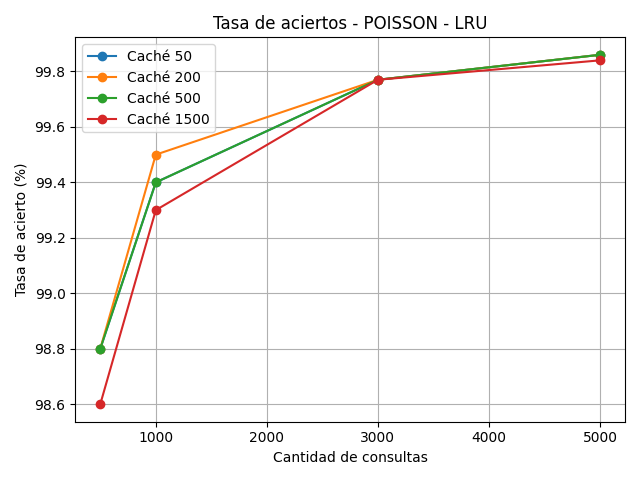 Tasa de aciertos - POISSON - LRU
Caché 50
Caché 200
Caché 500
Caché 1500
Tasa de acierto (%)
99.8
99.6
99.4
99.2
99.0
98.8
98.6
1000 2000 3000 4000 5000
Cantidad de consultas